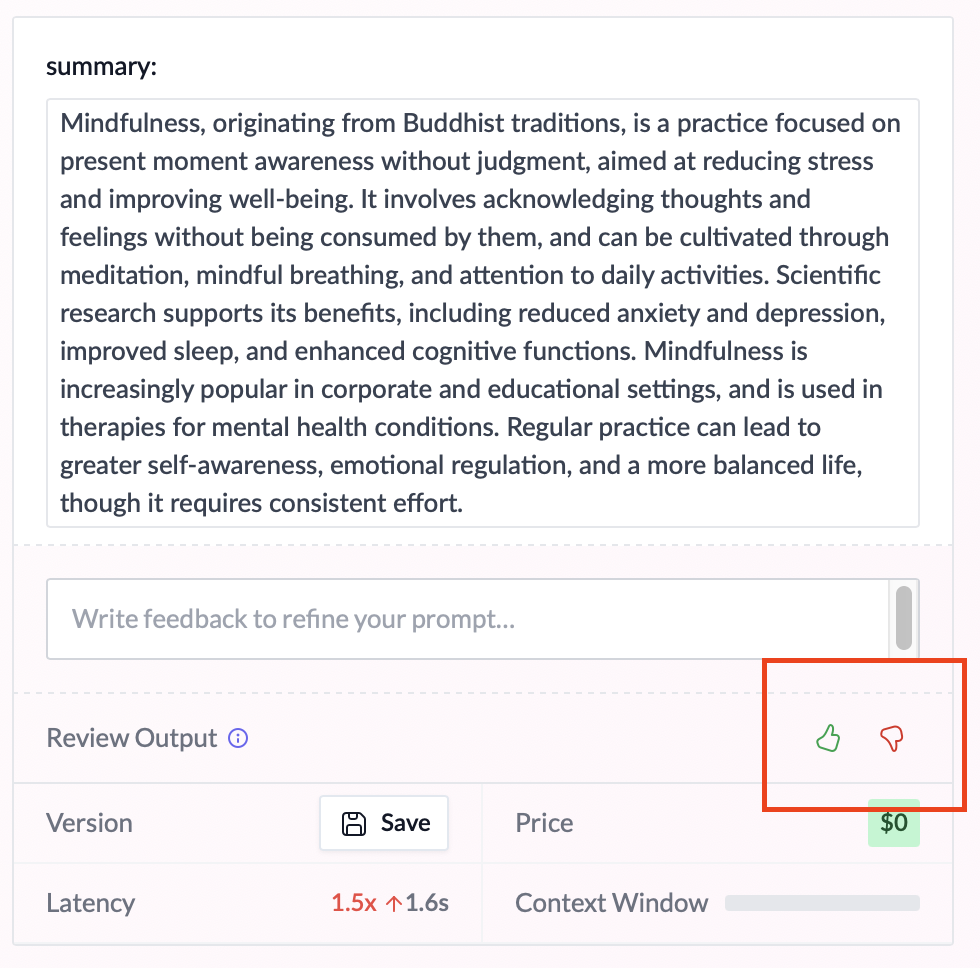 summary:
Mindfulness, originating from Buddhist traditions, is a practice focused on
present moment awareness without judgment, aimed at reducing stress
and improving well-being. It involves acknowledging thoughts and
feelings without being consumed by them, and can be cultivated through
meditation, mindful breathing, and attention to daily activities. Scientific
research supports its benefits, including reduced anxiety and depression,
improved sleep, and enhanced cognitive functions. Mindfulness is
increasingly popular in corporate and educational settings, and is used in
therapies for mental health conditions. Regular practice can lead to
greater self-awareness, emotional regulation, and a more balanced life,
though it requires consistent effort.
Write feedback to refine your prompt...
Review Output
Version Save Price $0
Latency 1.5x ↑1.6s Context Window